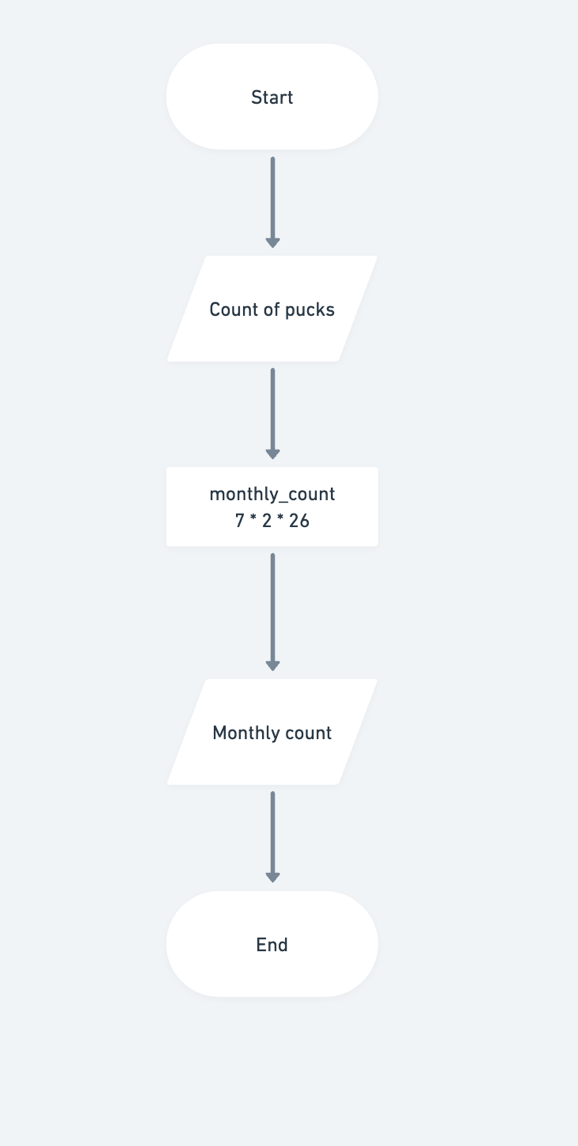 Start
Count of pucks
monthly_count
7 * 2 * 26
Monthly count
End